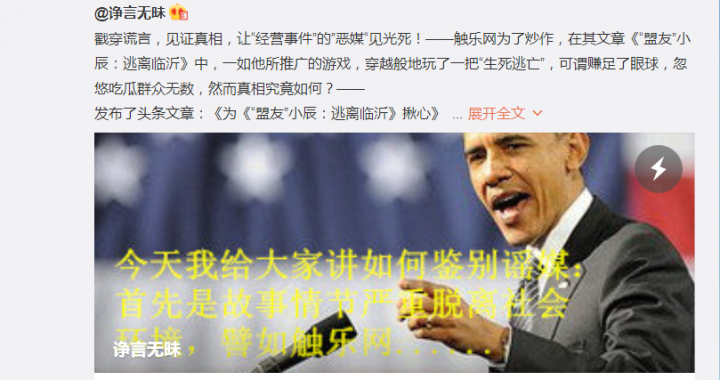 @诤言无昧
戳穿谎言，见证真相，让“经营事件”的“恶媒”见光死！——触乐网为了炒作，在其文章《“盟友”小
辰：逃离临沂》中，一如他所推广的游戏，穿越般地玩了一把“生死逃亡”，可谓赚足了眼球，忽
悠吃瓜群众无数，然而真相究竟如何？——
发布了头条文章：《为《“盟友”小辰：逃离临沂》揪心》 ... 展开全文
今天我给大家讲如何鉴别谣媒：
首先是故事情节严重脱离社会
环境，譬如触乐网......
诤言无昧